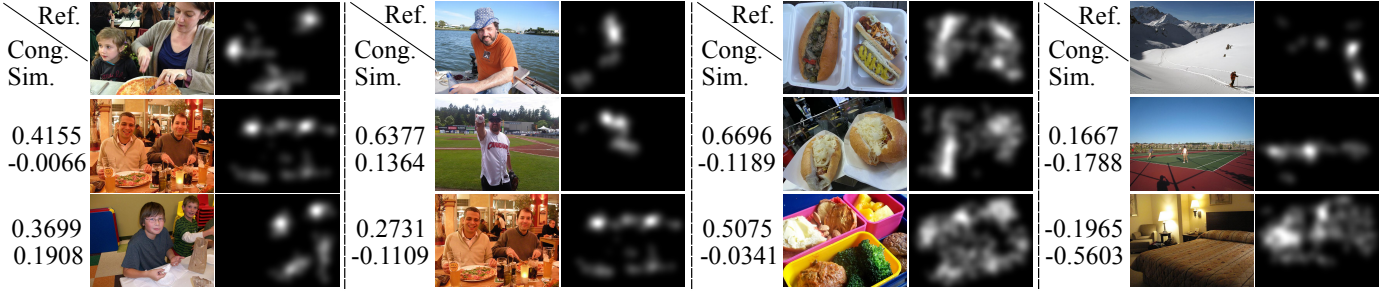 Ref.
Cong.
Sim.
0.4155
-0.0066
0.3699
0.1908
Ref.
Cong.
Sim.
0.6377
0.1364
0.2731
-0.1109
Ref.
Cong.
Sim.
0.6696
-0.1189
0.5075
-0.0341
Ref.
Cong.
Sim.
0.1667
-0.1788
-0.1965
-0.5603